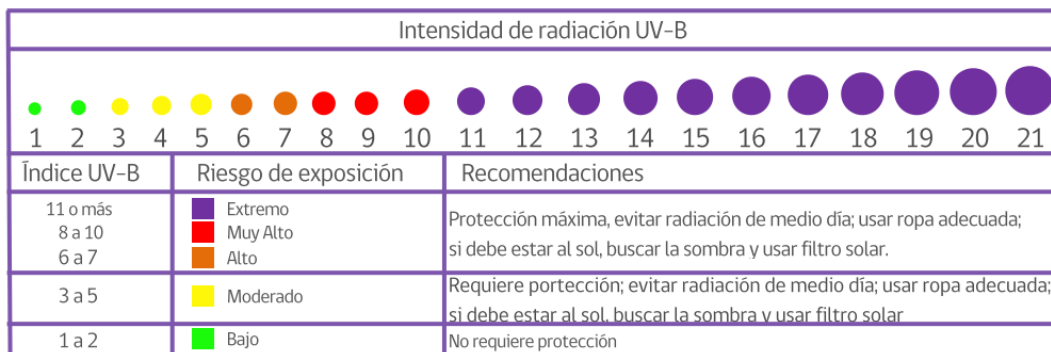 Intensidad de radiación UV-B
1 2 3 4 5 6 7 8 9 10 11 12 13 14 15 16 17 18 19 20 21
Índice UV-B Riesgo de exposición Recomendaciones
11 o más Extremo
8 a 10 Muy Alto
6 a 7 Alto
Protección máxima, evitar radiación de medio día; usar ropa adecuada;
si debe estar al sol, buscar la sombra y usar filtro solar.
3 a 5 Moderado
Requiere portección; evitar radiación de medio día; usar ropa adecuada;
si debe estar al sol, buscar la sombra y usar filtro solar
1 a 2 Bajo No requiere protección